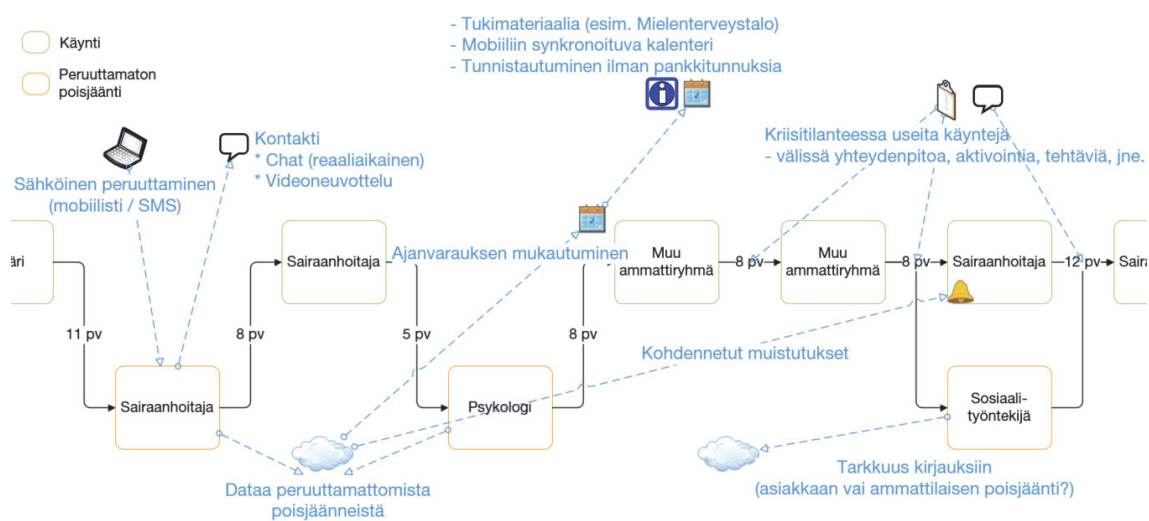 Käynti
Peruuttamaton
poisjäänti
- Tukimateriaalia (esim. Mielenterveystalo)
- Mobiiliin synkronoituva kalenteri
- Tunnistautuminen ilman pankkitunnuksia
Kontakti
* Chat (reaaliaikainen)
* Videoneuvottelu
Kriisitilanteessa useita käyntejä
- välissä yhteydenpitoa, aktivointia, tehtäviä, jne.
Sähköinen peruuttaminen
(mobiilisti / SMS)
Ajanvarauksen mukautuminen
äri
Sairaanhoitaja
Muu
ammattiryhmä
8 pv
Muu
ammattiryhmä
8 pv
Sairaanhoitaja
12 pv
Saira
11 pv
8 pv
5 pv
8 pv
Kohdennetut muistutukset
Sairaanhoitaja
Psykologi
Sosiaali-
työntekijä
Dataa peruuttamattomista
poisjäänneistä
Tarkkuus kirjauksiin
(asiakkaan vai ammattilaisen poisjäänti?)